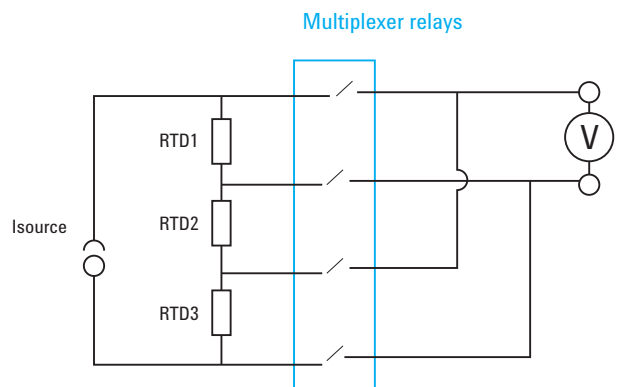 Multiplexer relays
RTD1
V
RTD2
Isource
RTD3